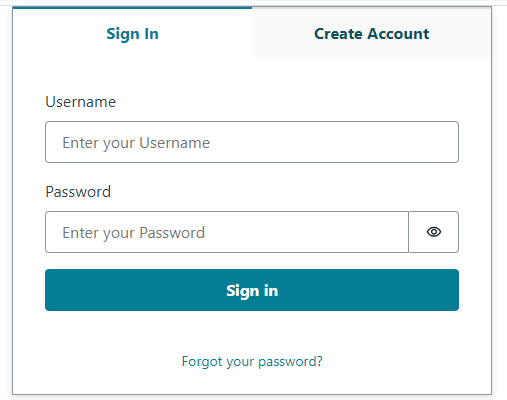 Sign In
Create Account
Username
Enter your Username
Password
Enter your Password
Sign in
Forgot your password?